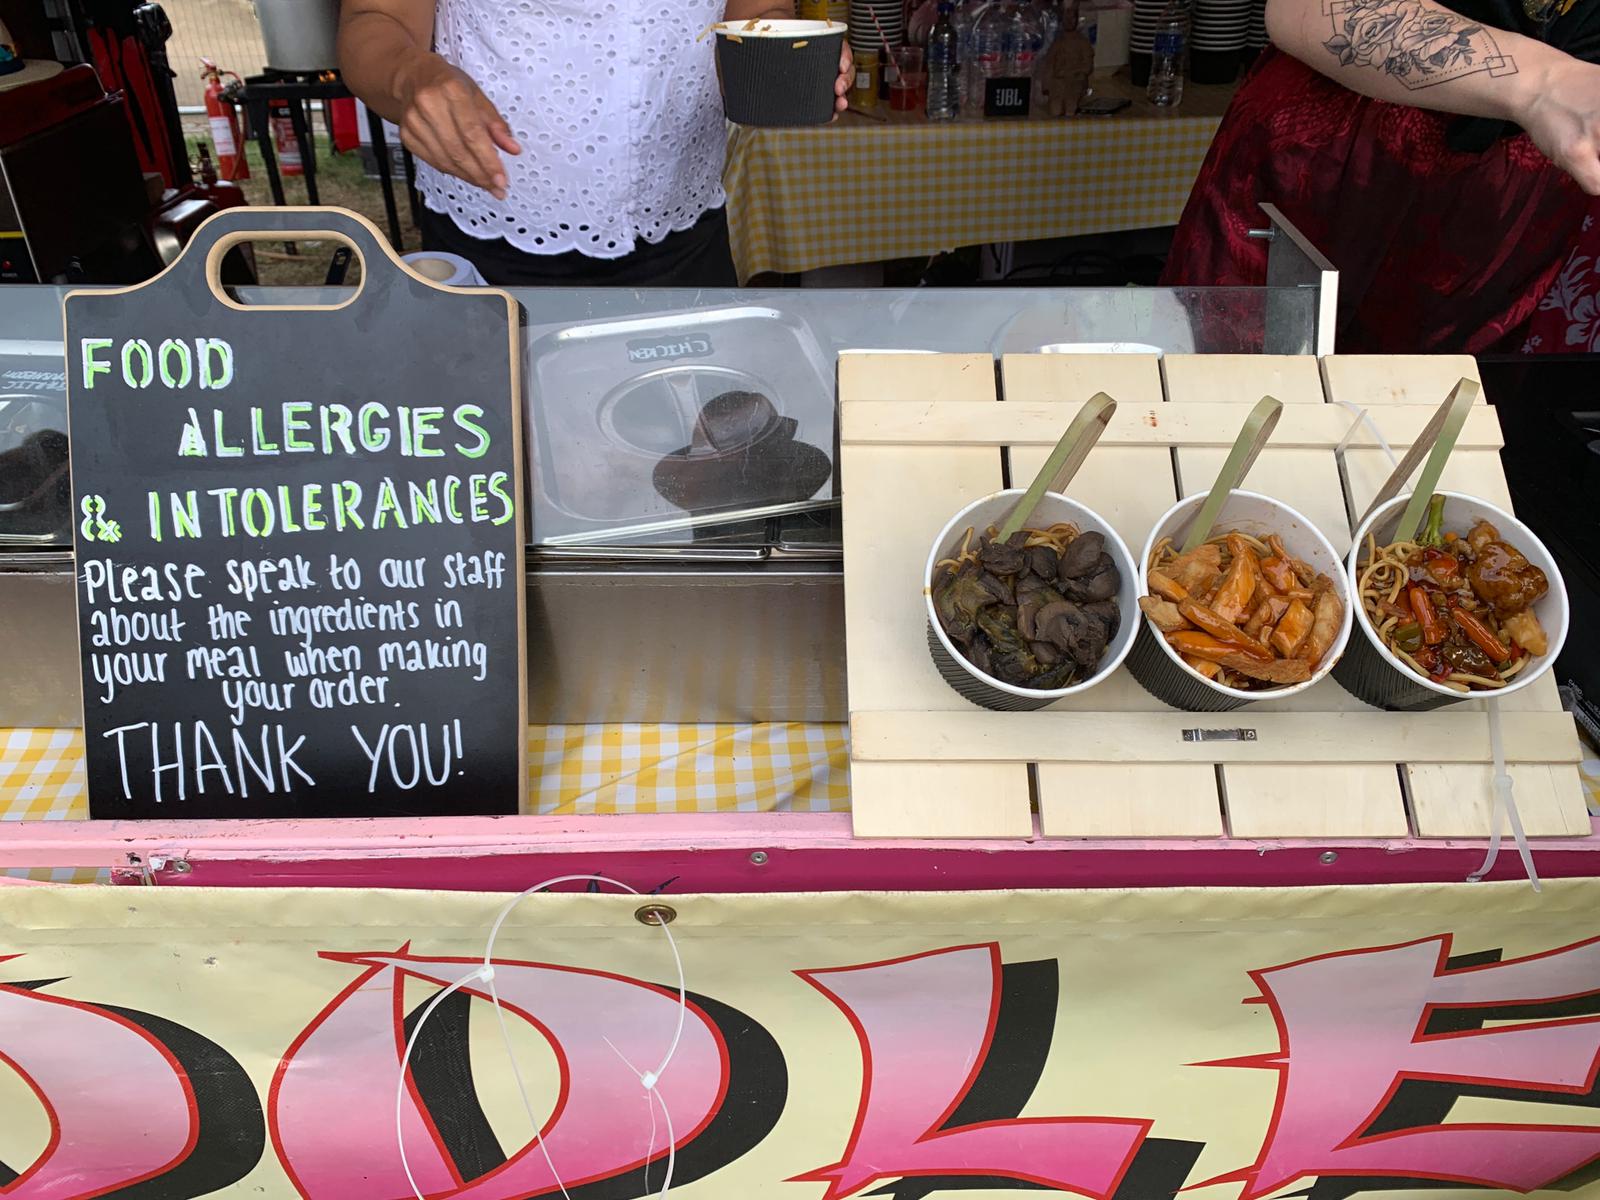 JBL
CHICKEN
FOOD
ALLERGIES
& INTOLERANCES
Please speak to our staff
about the ingredients in
your meal when making
your order.
THANK YOU!
ODLE